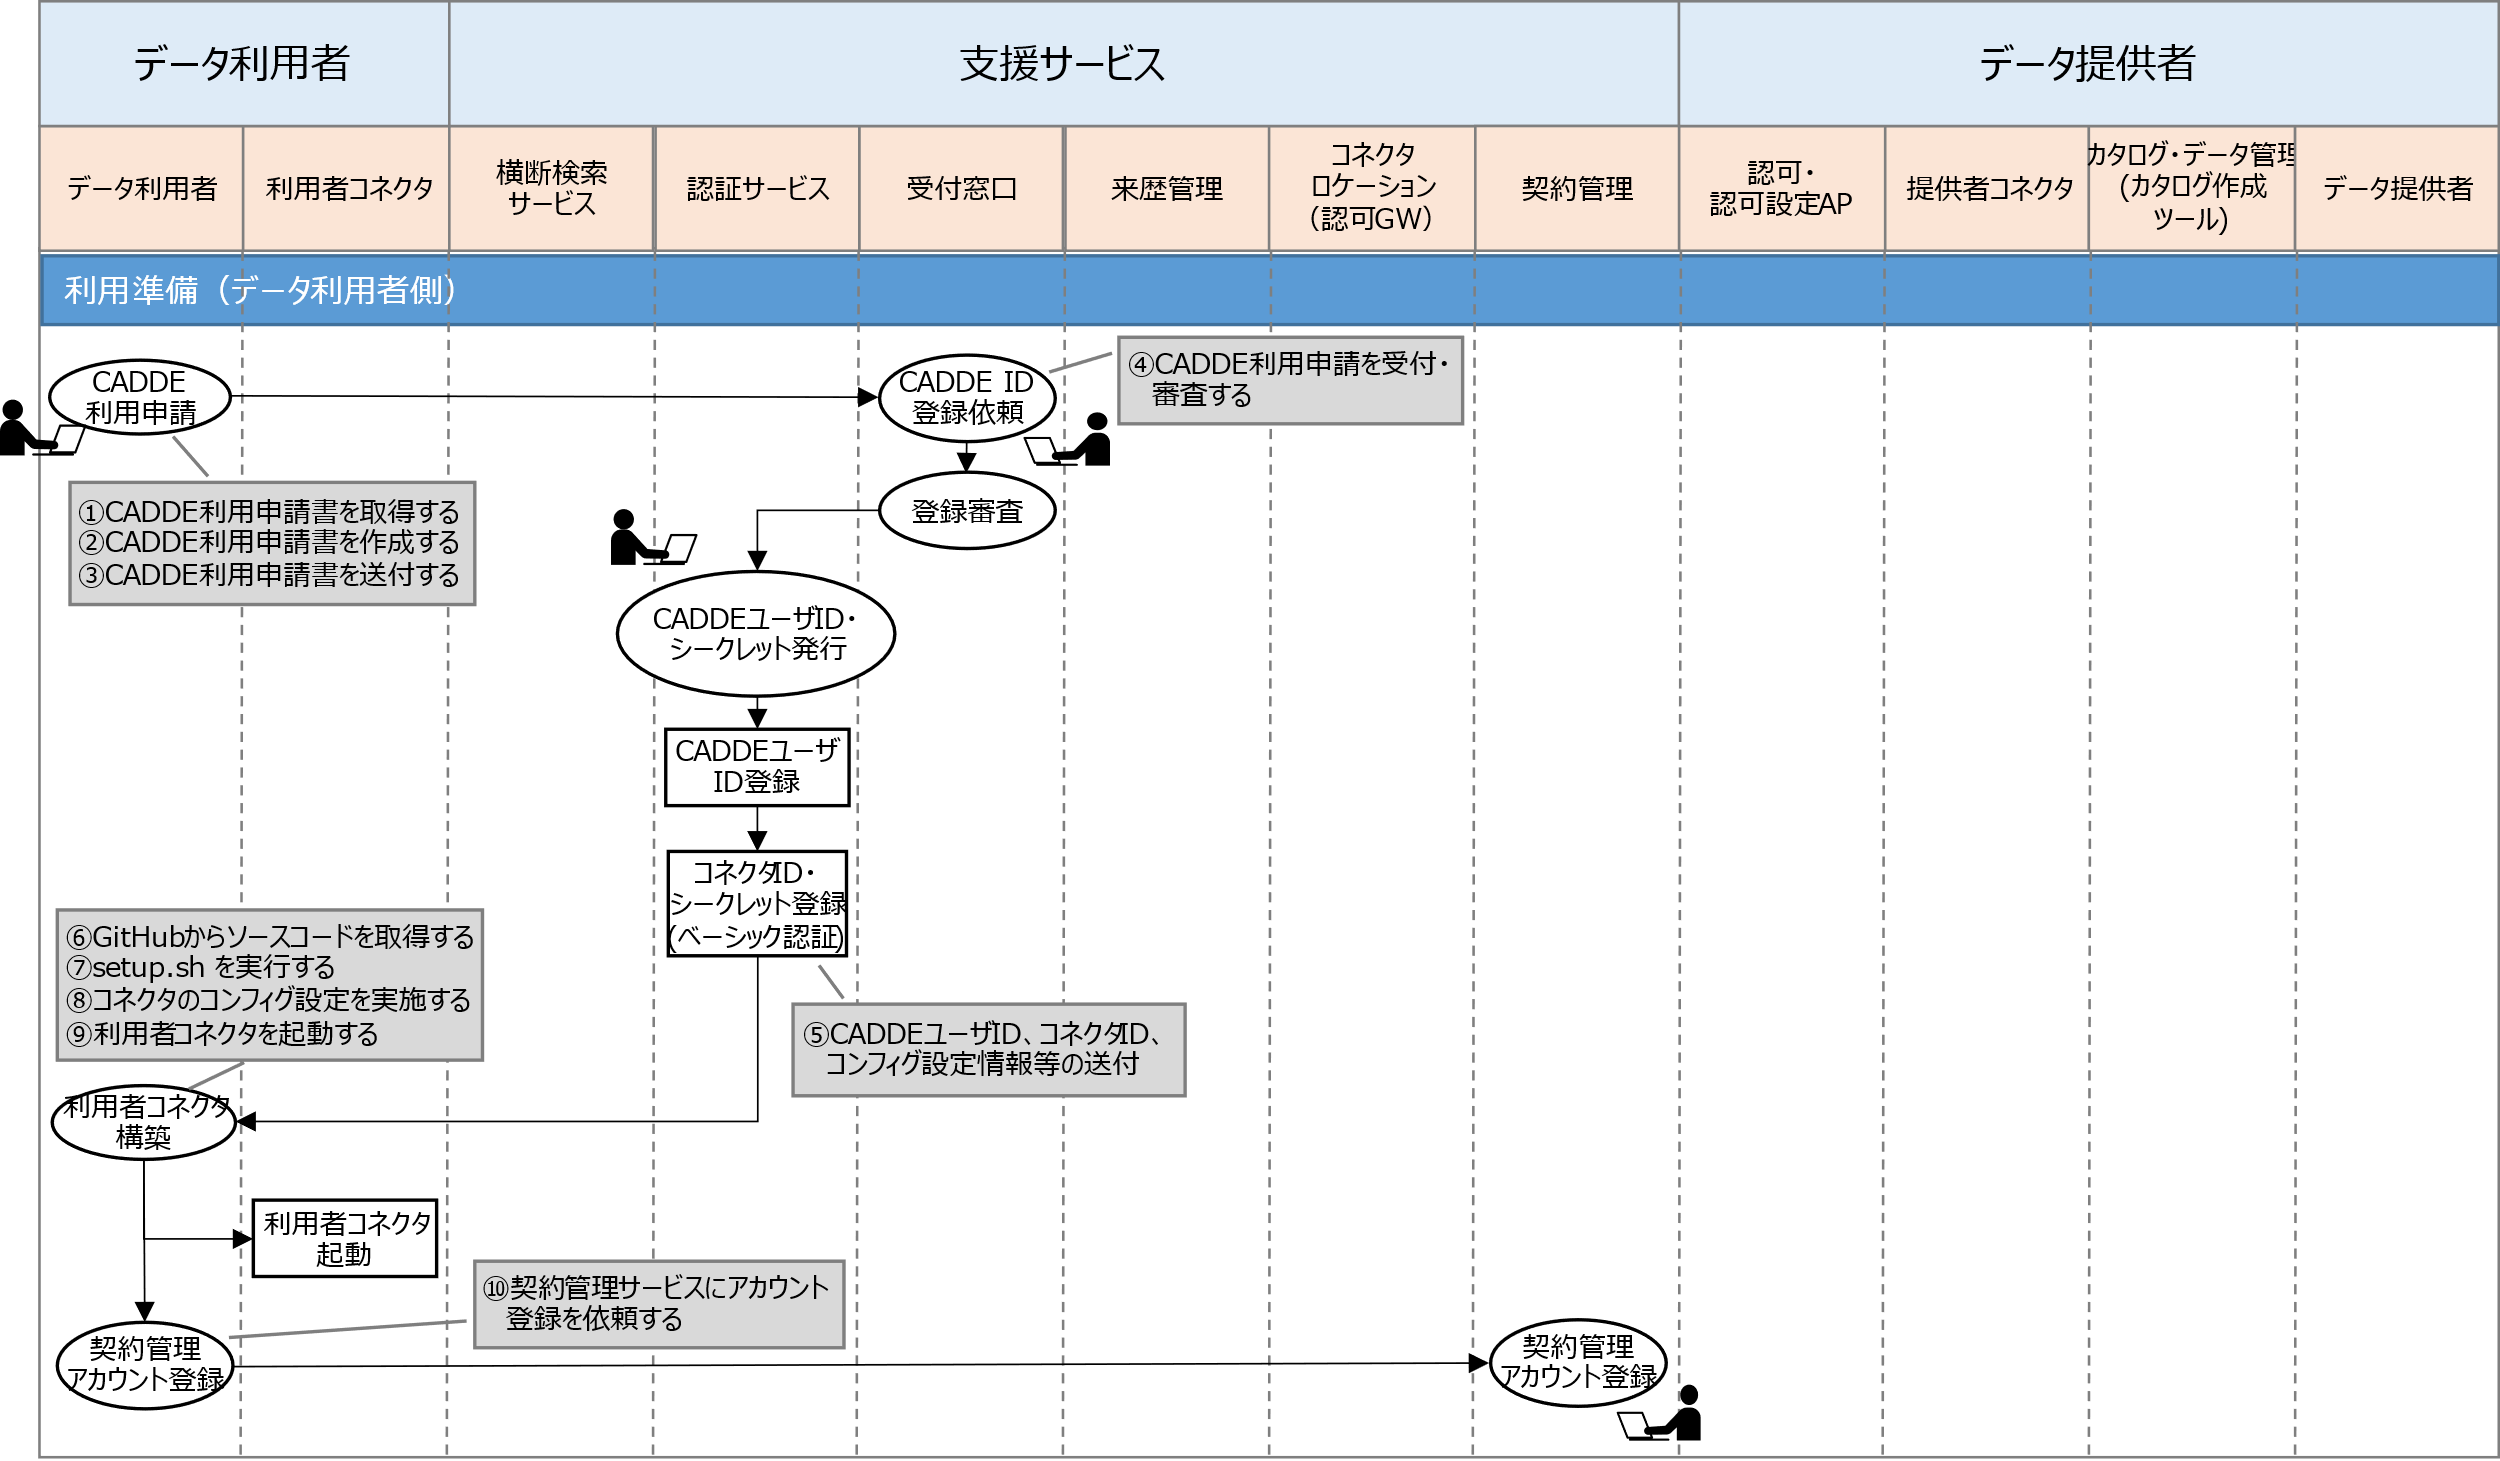 データ利用者
支援サービス
データ提供者
データ利用者
利用者コネクタ
横断検索
サービス
認証サービス
受付窓口
来歴管理
コネクタ
ロケーション
（認可GW）
契約管理
認可・
認可設定AP
提供者コネクタ
カタログ・データ管理
(カタログ作成
ツール)
データ提供者
利用準備（データ利用者側）
CADDE
利用申請
CADDE ID
登録依頼
④CADDE利用申請を受付・
審査する
①CADDE利用申請書を取得する
②CADDE利用申請書を作成する
③CADDE利用申請書を送付する
登録審査
CADDEユーザID・
シークレット発行
CADDEユーザ
ID登録
コネクタID・
シークレット登録
(ベーシック認証)
⑥GitHubからソースコードを取得する
⑦setup.sh を実行する
⑧コネクタのコンフィグ設定を実施する
⑨利用者コネクタを起動する
⑤CADDEユーザID、コネクタID、
コンフィグ設定情報等の送付
利用者コネクタ
構築
利用者コネクタ
起動
⑩契約管理サービスにアカウント
登録を依頼する
契約管理
アカウント登録
契約管理
アカウント登録